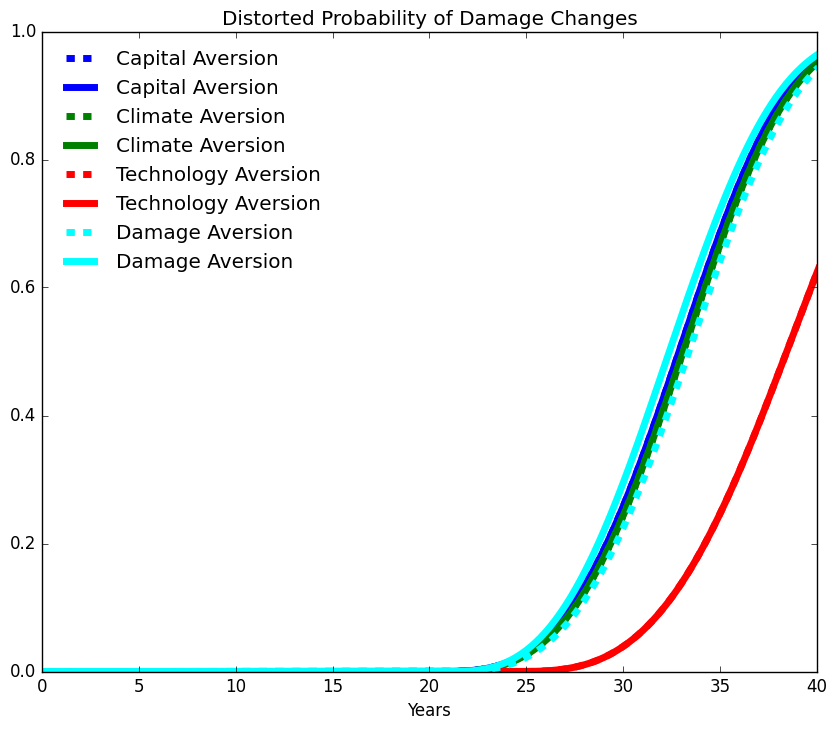 Distorted Probability of Damage Changes
1.0
Capital Aversion
Capital Aversion
Climate Aversion
Climate Aversion
Technology Aversion
Technology Aversion
Damage Aversion
Damage Aversion
0.8
0.6
0.4
0.2
0.0
0 5 10 15 20 25 30 35 40
Years